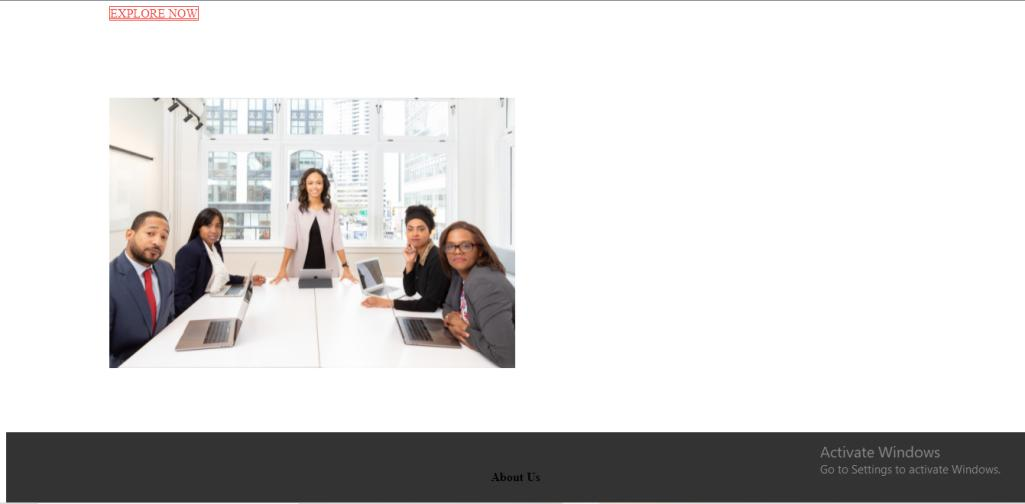 EXPLORE NOW
Activate Windows
Go to Settings to activate Windows.
About Us